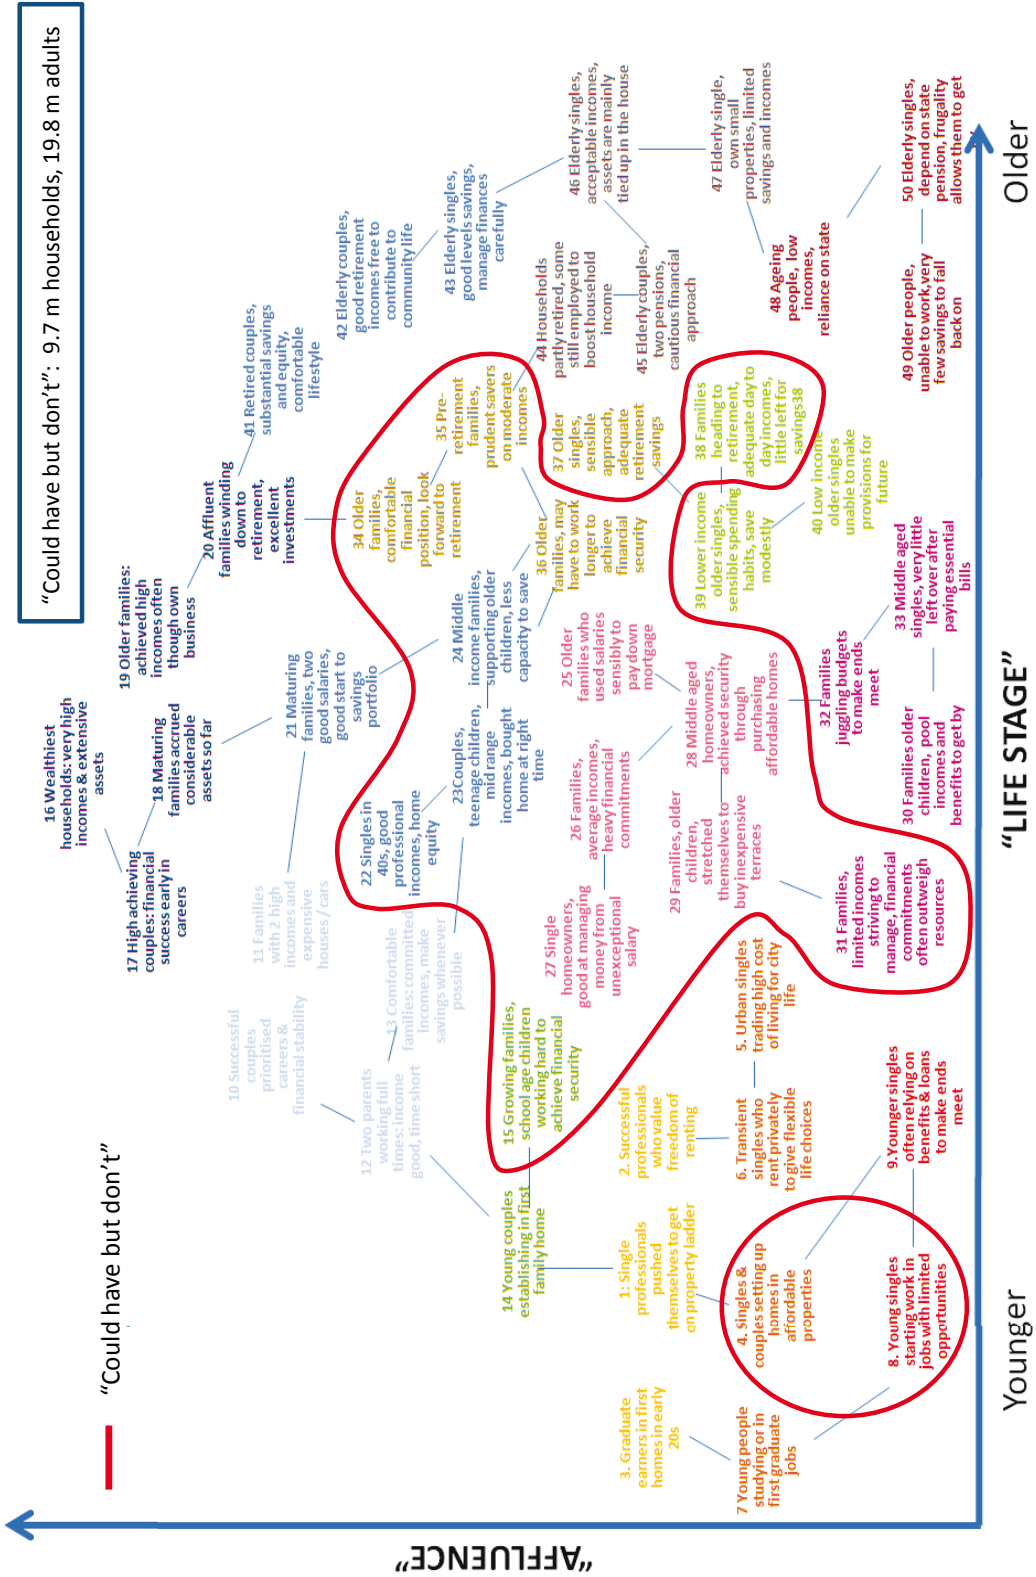 “Could have but don’t”:  9.7 m households, 19.8 m adults
“Could have but don’t”
“AFFLUENCE”
“LIFE STAGE”
Younger
Older
16 Wealthiest
households: very high
incomes & extensive
assets
17 High achieving
couples: financial
success early in
careers
18 Maturing
families accrued
considerable
assets so far
19 Older families:
achieved high
incomes often
though own
business
20 Affluent
families winding
down to
retirement,
excellent
investments
41 Retired couples,
substantial savings
and equity,
comfortable
lifestyle
10 Successful
couples
prioritised
careers &
financial stability
11 Families
with 2 high
incomes and
expensive
houses / cars
21 Maturing
families, two
good salaries,
good start to
savings
portfolio
42 Elderly couples,
good retirement
incomes free to
contribute to
community life
12 Two parents
working full
times: income
good, time short
13 Comfortable
families: committed
incomes, make
savings whenever
possible
22 Singles in
40s, good
professional
incomes, home
equity
34 Older
families,
comfortable
financial
position, look
forward to
retirement
35 Pre-
retirement
families,
prudent savers
on moderate
incomes
43 Elderly singles,
good levels savings,
manage finances
carefully
23Couples,
teenage children,
mid range
incomes, bought
home at right
time
24 Middle
income families,
supporting older
children, less
capacity to save
14 Young couples
establishing in first
family home
15 Growing families,
school age children
working hard to
achieve financial
security
36 Older
families, may
have to work
longer to
achieve
financial
security
37 Older
singles,
sensible
approach,
adequate
retirement
savings
44 Households
partly retired, some
still employed to
boost household
income
46 Elderly singles,
acceptable incomes,
assets are mainly
tied up in the house
27 Single
homeowners,
good at managing
money from
unexceptional
salary
26 Families,
average incomes,
heavy financial
commitments
25 Older
families who
used salaries
sensibly to
pay down
mortgage
45 Elderly couples,
two pensions,
cautious financial
approach
3. Graduate
earners in first
homes in early
20s
1: Single
professionals
pushed
themselves to get
on property ladder
2. Successful
professionals
who value
freedom of
renting
29 Families, older
children,
stretched
themselves to
buy inexpensive
terraces
28 Middle aged
homeowners,
achieved security
through
purchasing
affordable homes
39 Lower income
older singles,
sensible spending
habits, save
modestly
38 Families
heading to
retirement,
adequate day to
day incomes,
little left for
savings38
47 Elderly single,
own small
properties, limited
savings and incomes
7 Young people
studying or in
first graduate
jobs
4. Singles &
couples setting up
homes in
affordable
properties
6. Transient
singles who
rent privately
to give flexible
life choices
5. Urban singles
trading high cost
of living for city
life
40 Low income
older singles
unable to make
provisions for
future
48 Ageing
people,  low
incomes,
reliance on state
31 Families,
limited incomes
striving to
manage, financial
commitments
often outweigh
resources
32 Families
juggling budgets
to make ends
meet
8. Young singles
starting work in
jobs with limited
opportunities
9.Younger singles
often relying on
benefits & loans
to make ends
meet
30 Families older
children, pool
incomes and
benefits to get by
33 Middle aged
singles, very little
left over after
paying essential
bills
49 Older people,
unable to work,very
few savings to fall
back on
50 Elderly singles,
depend on state
pension, frugality
allows them to get